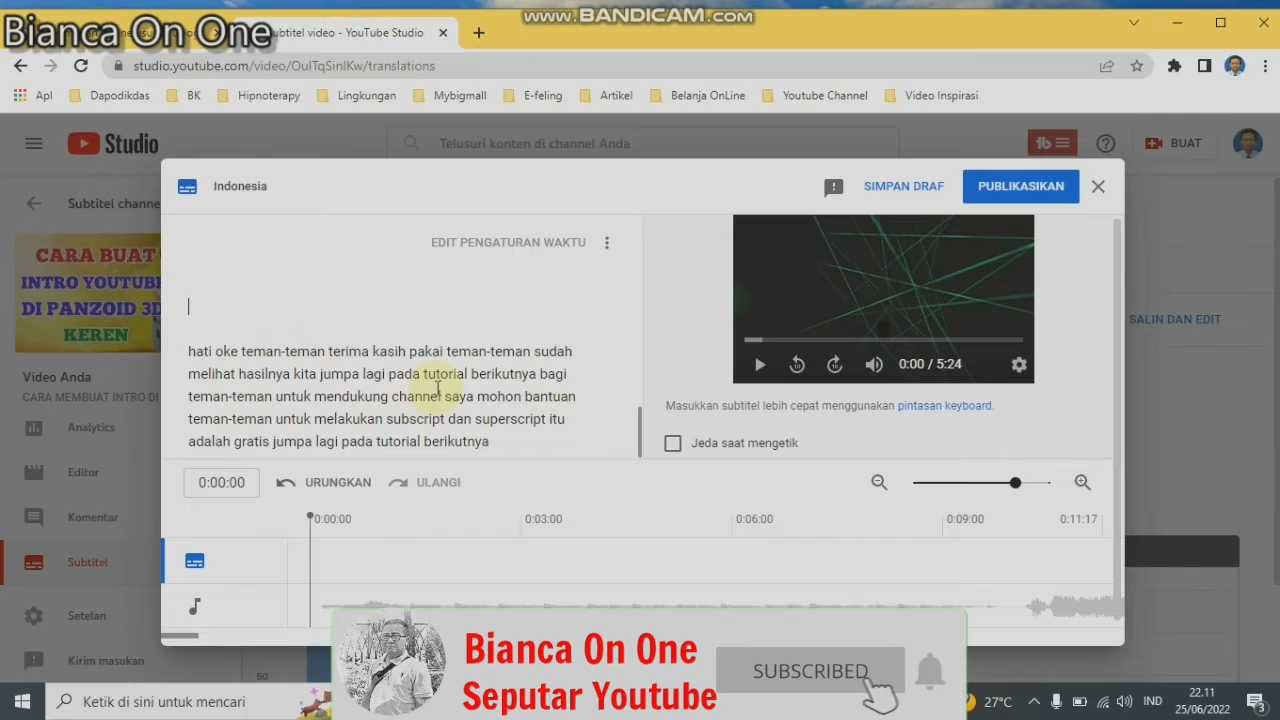 www.BANDICAM.com
Bianca On One
Subtitel video - YouTube Studio
studio.youtube.com/video/OulTqSinlKw/translations
Apl
Dapodikdas
BK
Hipnoterapy
Lingkungan
Mybigmall
E-feling
Artikel
Belanja OnLine
Youtube Channel
Video Inspirasi
Studio
Telusuri konten di channel Anda
BUAT
Subtitel channe
Indonesia
SIMPAN DRAF
PUBLIKASIKAN
CARA BUAT
INTRO YOUTUBE
DI PANZOID 3D
KEREN
EDIT PENGATURAN WAKTU
hati oke teman-teman terima kasih pakai teman-teman sudah
melihat hasilnya kita jumpa lagi pada tutorial berikutnya bagi
teman-teman untuk mendukung channel saya mohon bantuan
teman-teman untuk melakukan subscript dan superscript itu
adalah gratis jumpa lagi pada tutorial berikutnya
0:00 / 5:24
Masukkan subtitel lebih cepat menggunakan pintasan keyboard.
Jeda saat mengetik
SALIN DAN EDIT
Video Anda
CARA MEMBUAT INTRO DI
Analytics
Editor
Komentar
Subtitel
Setelan
Kirim masukan
0:00:00
URUNGKAN
ULANGI
0:00:00
0:03:00
0:06:00
0:09:00
0:11:17
50
Bianca On One
Seputar Youtube
SUBSCRIBED
Ketik di sini untuk mencari
27°C
IND
22.11
25/06/2022
3